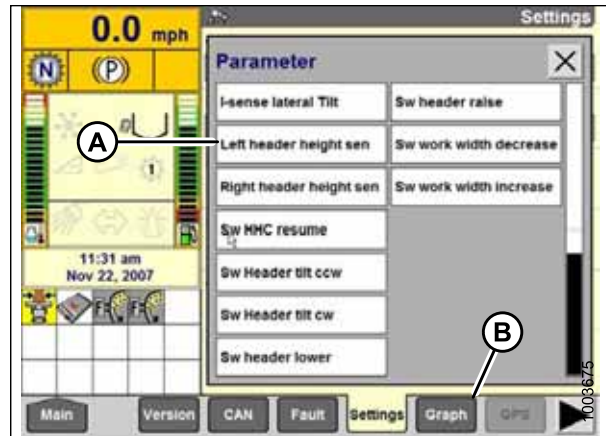 0.0 mph
Settings
N
(P)
Parameter
I-sense lateral Tilt
Sw header raise
A
Left header height sen
Sw work width decrease
1
Right header height sen
Sw work width increase
Sw HHC resume
11:31 am
Nov 22, 2007
Sw Header tilt ccw
Sw Header tilt cw
B
Sw header lower
Main
Version
CAN
Fault
Settings
Graph
GPS
1003675